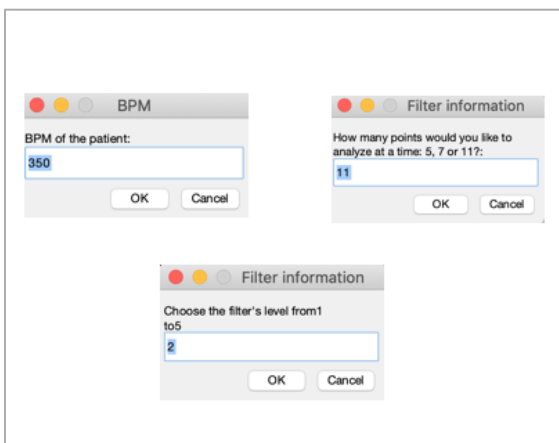 BPM
BPM of the patient:
350
OK Cancel
Filter information
How many points would you like to
analyze at a time: 5, 7 or 11?:
11
OK Cancel
Filter information
Choose the filter's level from1
to5
2
OK Cancel